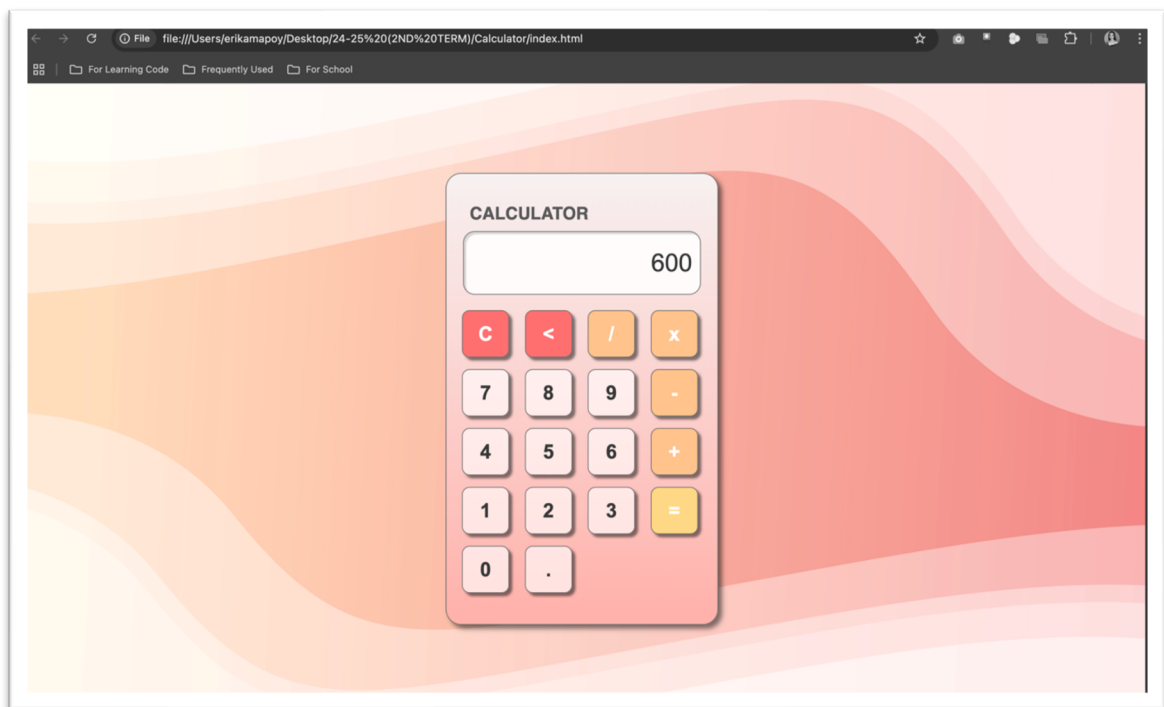 File file:///Users/erikamapoy/Desktop/24-25%20(2ND%20TERM)/Calculator/index.html
For Learning Code Frequently Used For School
CALCULATOR
600
C < / x
7 8 9 -
4 5 6 +
1 2 3 =
0 .